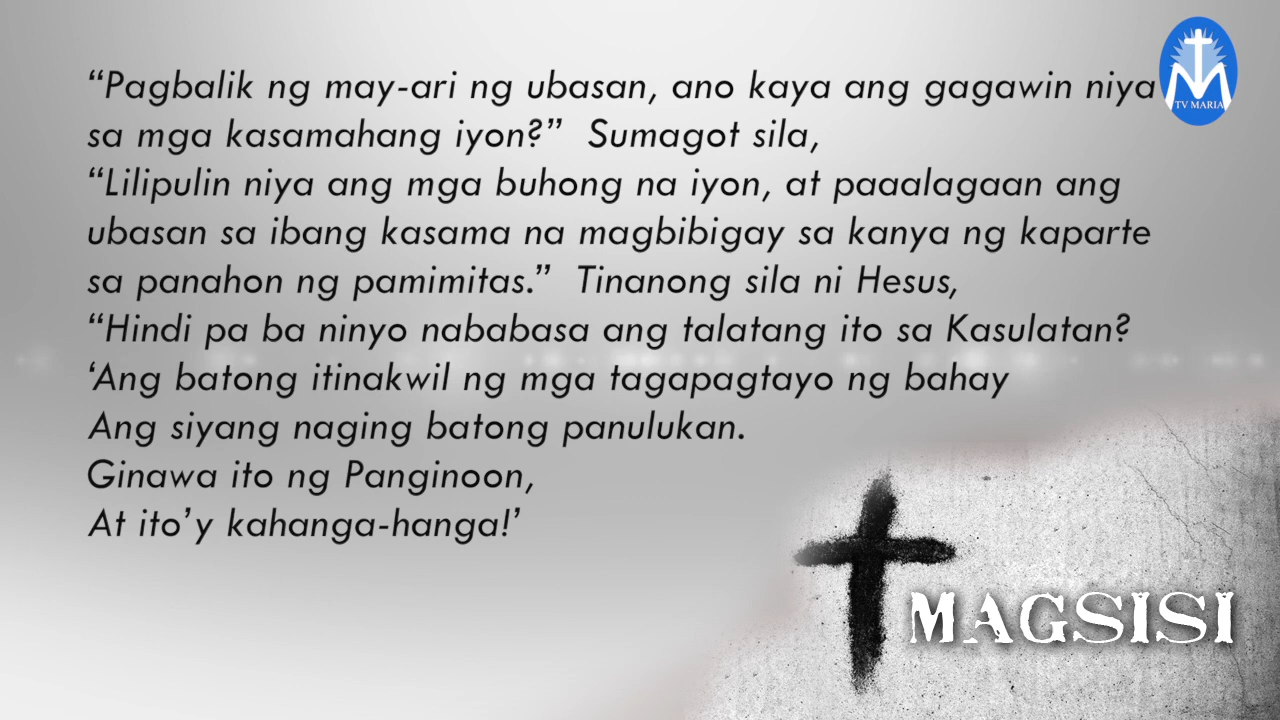 “Pagbalik ng may-ari ng ubasan, ano kaya ang gagawin niya
sa mga kasamahang iyon?” Sumagot sila,
“Lilipulin niya ang mga buhong na iyon, at paaalagaan ang
ubasan sa ibang kasama na magbibigay sa kanya ng kaparte
sa panahon ng pamimitas.” Tinanong sila ni Hesus,
“Hindi pa ba ninyo nababasa ang talatang ito sa Kasulatan?
‘Ang batong itinakwil ng mga tagapagtayo ng bahay
Ang siyang naging batong panulukan.
Ginawa ito ng Panginoon,
At ito’y kahanga-hanga!’
TV MARIA
MAGSISI